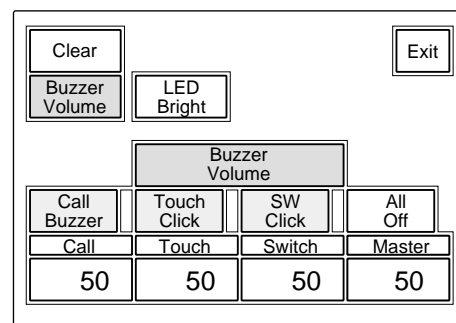 Clear
Exit
Buzzer
Volume
LED
Bright
Buzzer
Volume
Call
Buzzer
Touch
Click
SW
Click
All
Off
Call
Touch
Switch
Master
50
50
50
50